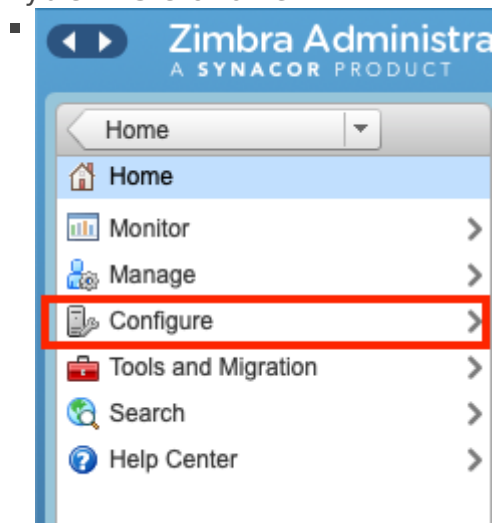 Zimbra Administra
A SYNACOR PRODUCT
Home
Home
Monitor
Manage
Configure
Tools and Migration
Search
Help Center